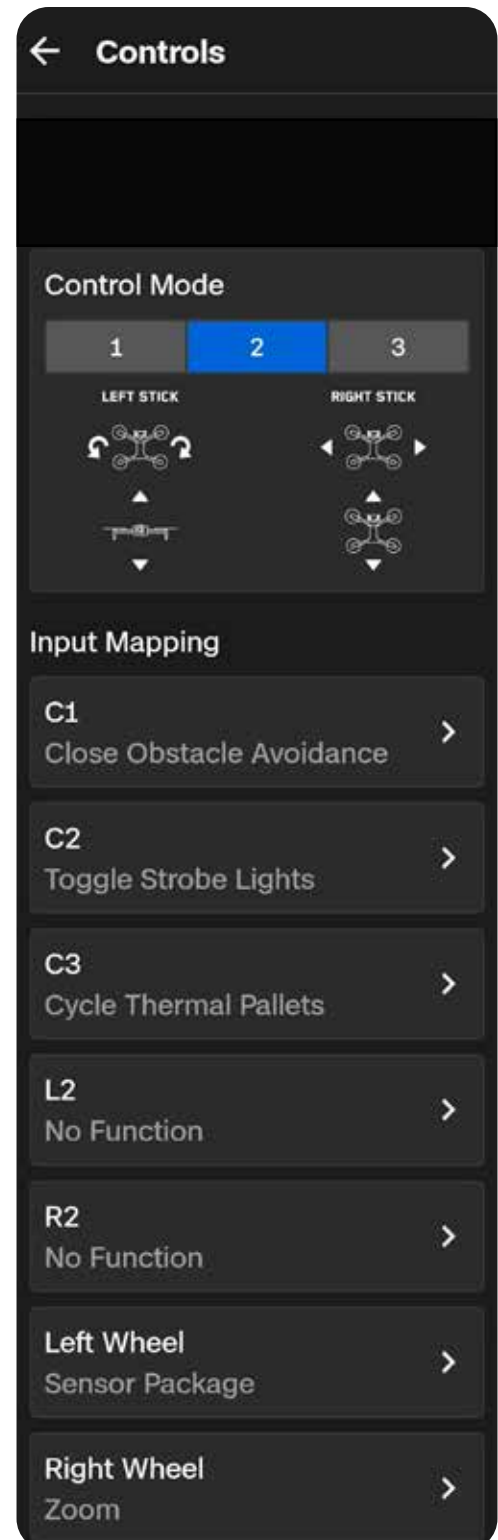 Controls
Control Mode
1 2 3
LEFT STICK RIGHT STICK
Input Mapping
C1
Close Obstacle Avoidance
C2
Toggle Strobe Lights
C3
Cycle Thermal Pallets
L2
No Function
R2
No Function
Left Wheel
Sensor Package
Right Wheel
Zoom